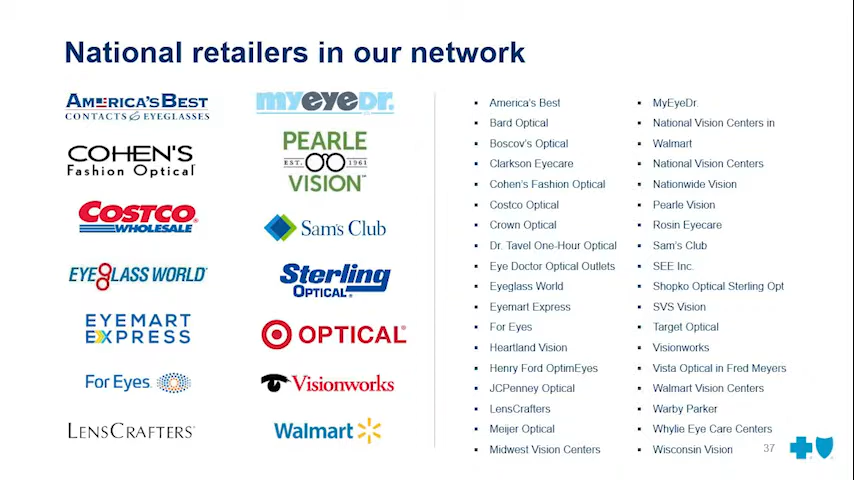 National retailers in our network
AMERICA'S BEST
CONTACTS & EYEGLASSES
myeyeDr.
COHEN'S
Fashion Optical
PEARLE
EST. 1961
VISION
COSTCO
WHOLESALE
Sam's Club
EYEGLASS WORLD
Sterling
OPTICAL
EYEMART
EXPRESS
OPTICAL
For Eyes
Visionworks
LENSCRAFTERS
Walmart
America's Best
Bard Optical
Boscov's Optical
Clarkson Eyecare
Cohen's Fashion Optical
Costco Optical
Crown Optical
Dr. Tavel One-Hour Optical
Eye Doctor Optical Outlets
Eyeglass World
Eyemart Express
For Eyes
Heartland Vision
Henry Ford OptimEyes
JCPenney Optical
LensCrafters
Meijer Optical
Midwest Vision Centers
MyEyeDr.
National Vision Centers in
Walmart
National Vision Centers
Nationwide Vision
Pearle Vision
Rosin Eyecare
Sam's Club
SEE Inc.
Shopko Optical Sterling Opt
SVS Vision
Target Optical
Visionworks
Vista Optical in Fred Meyers
Walmart Vision Centers
Warby Parker
Whylie Eye Care Centers
Wisconsin Vision
37